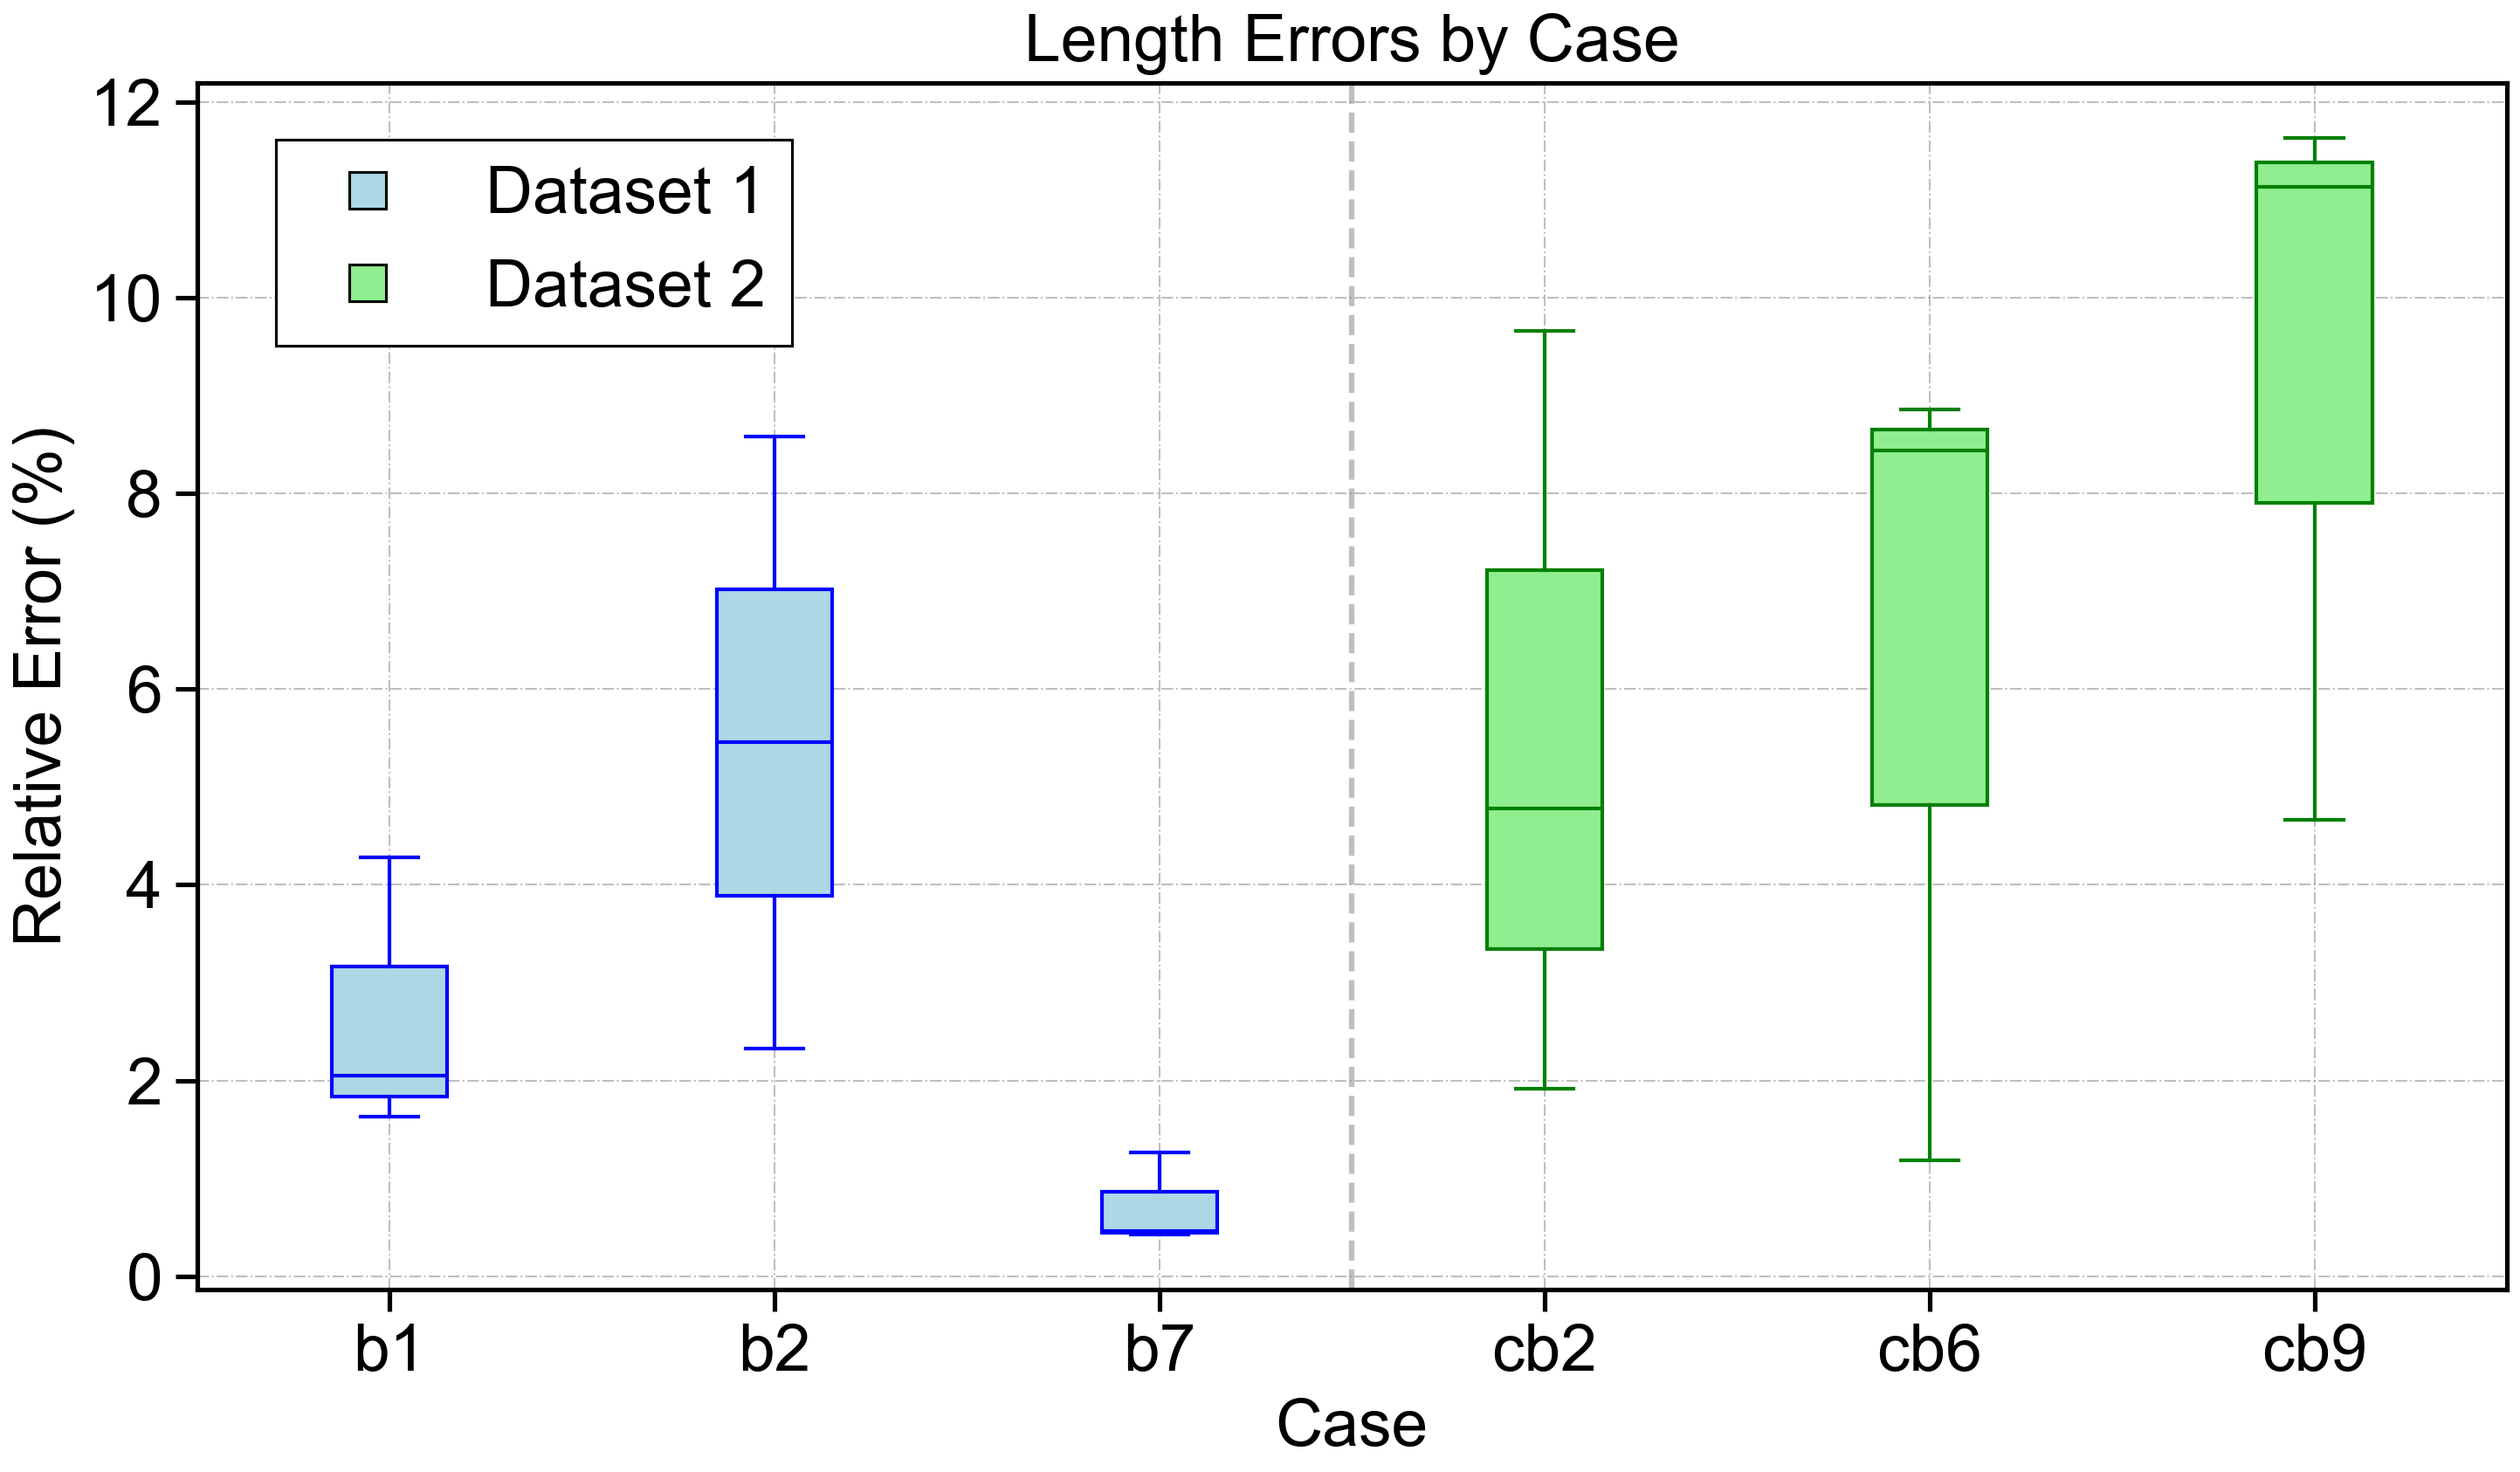 Length Errors by Case
12
10
8
6
4
2
0
Relative Error (%)
Dataset 1
Dataset 2
b1
b2
b7
cb2
cb6
cb9
Case